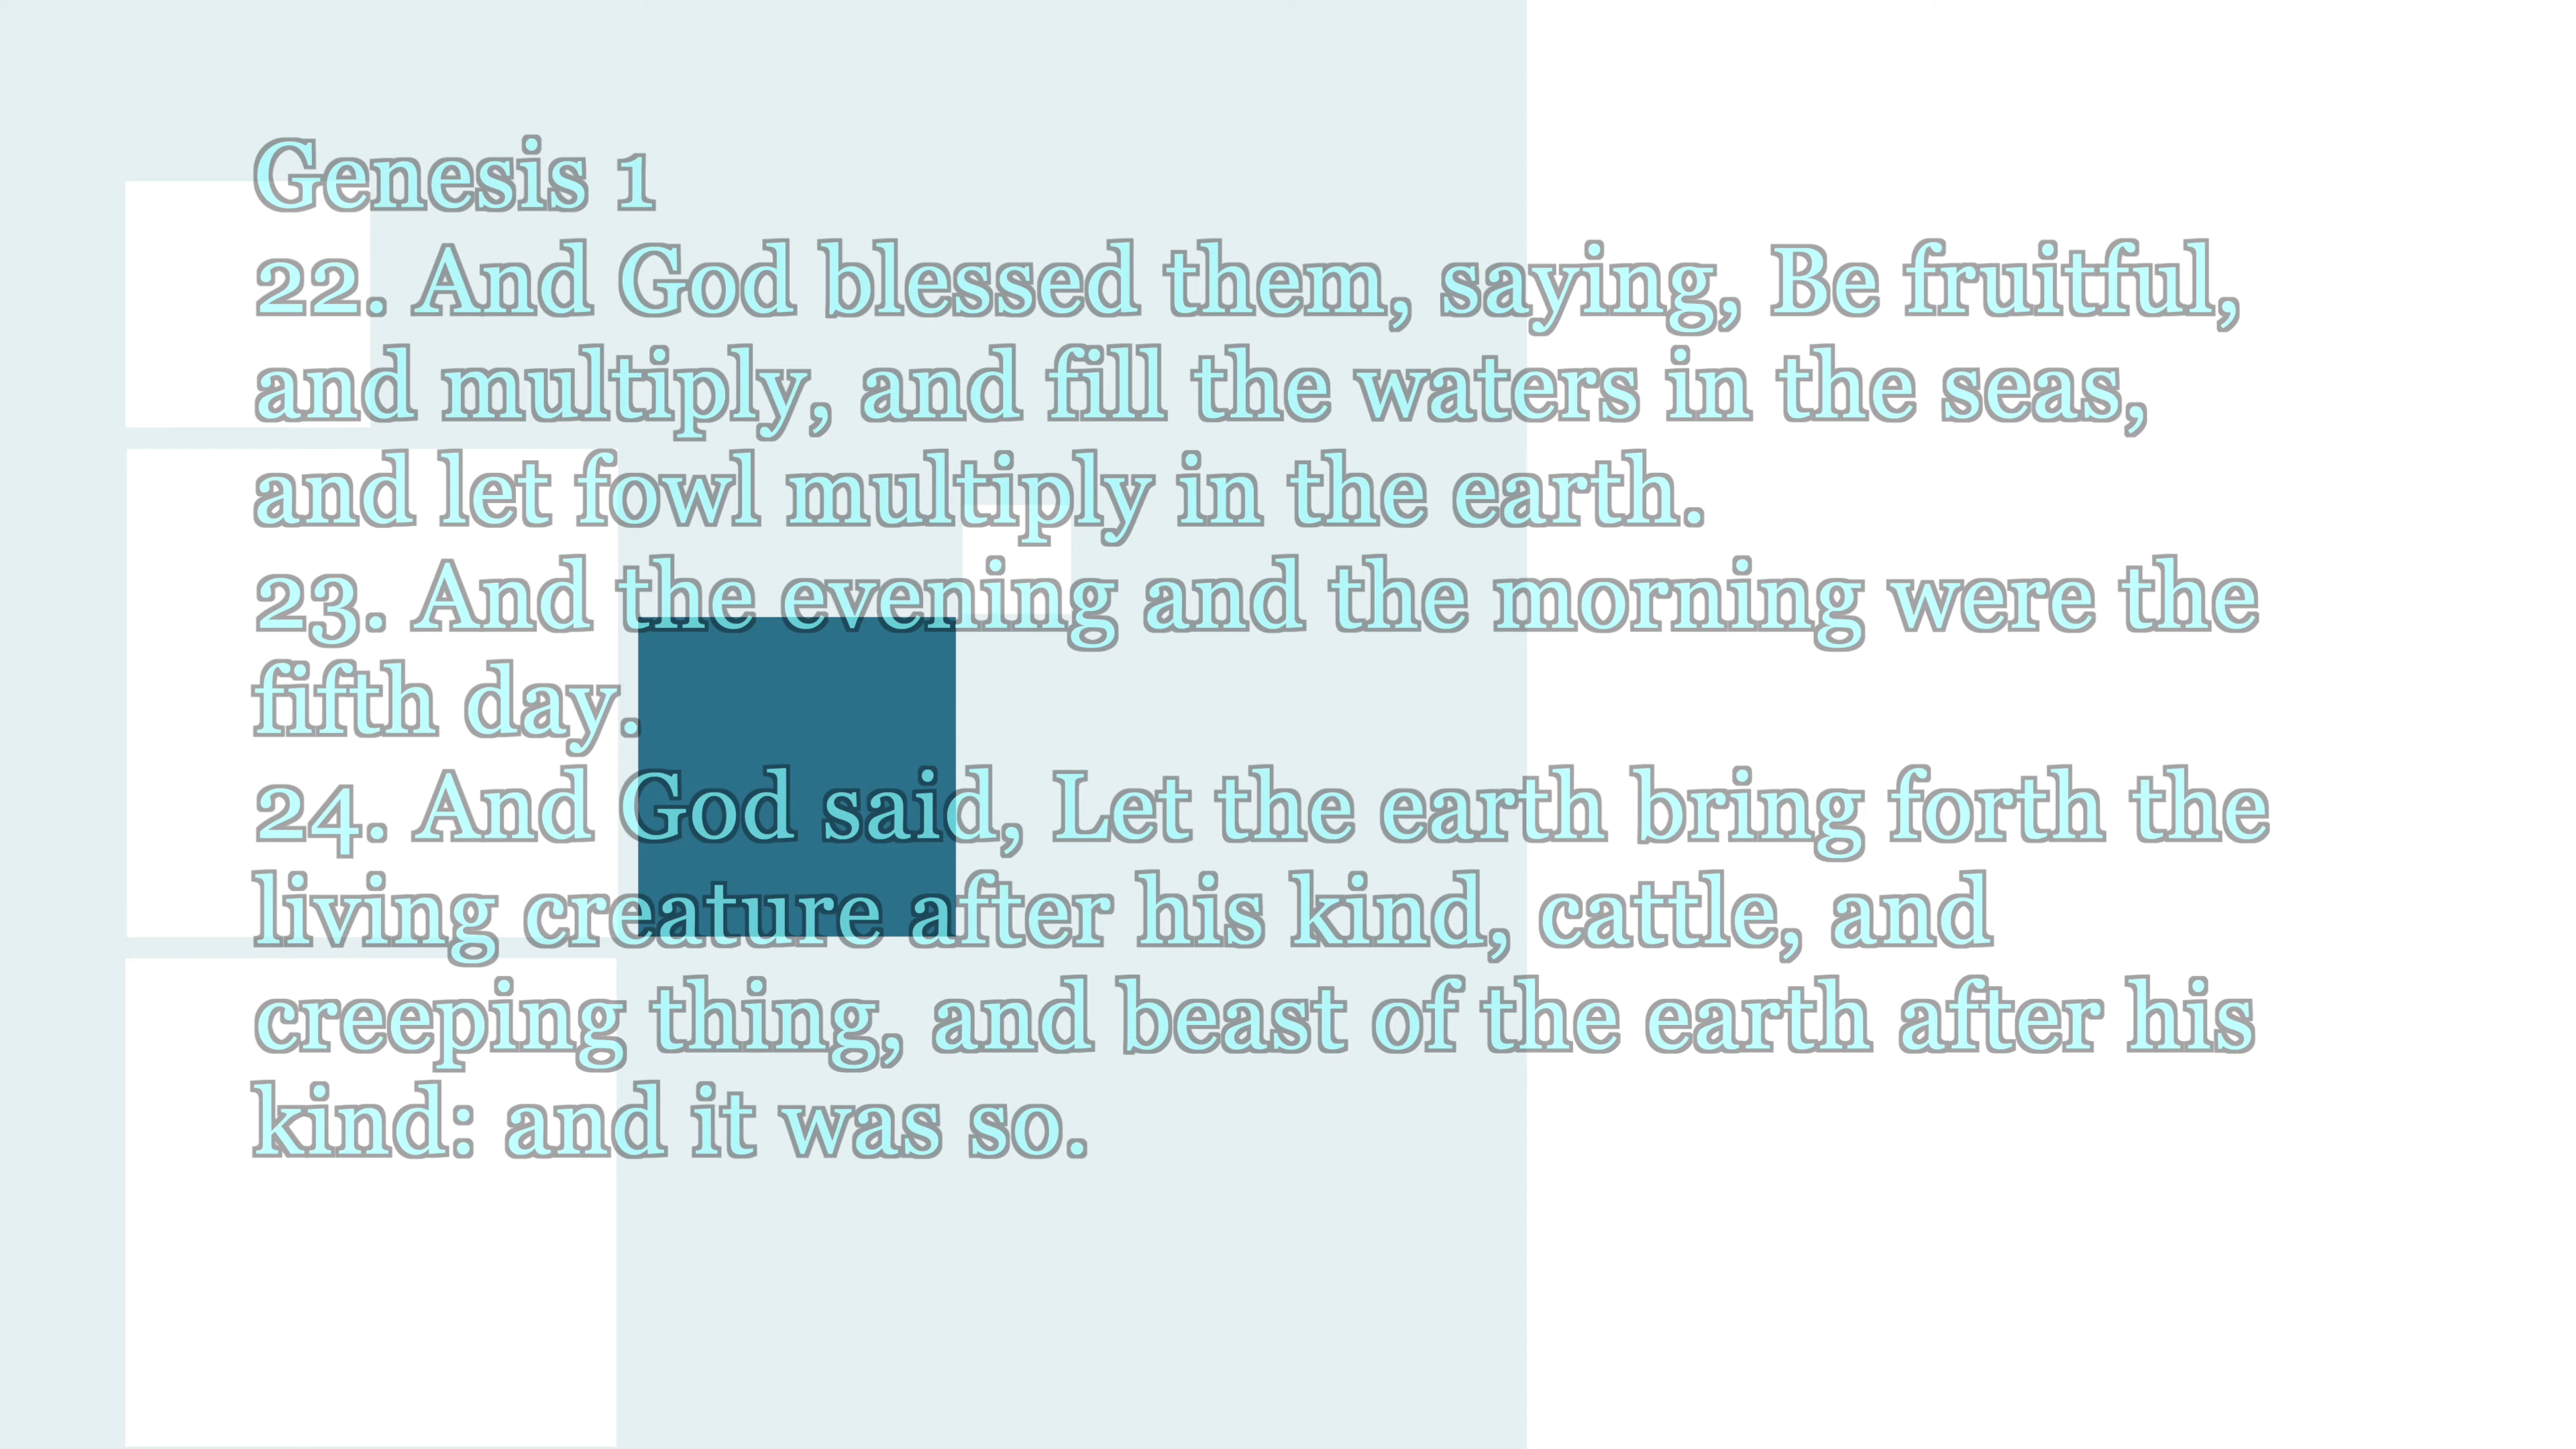 Genesis 1
22. And God blessed them, saying, Be fruitful,
and multiply, and fill the waters in the seas,
and let fowl multiply in the earth.
23. And the evening and the morning were the
fifth day.
24. And God said, Let the earth bring forth the
living creature after his kind, cattle, and
creeping thing, and beast of the earth after his
kind: and it was so.